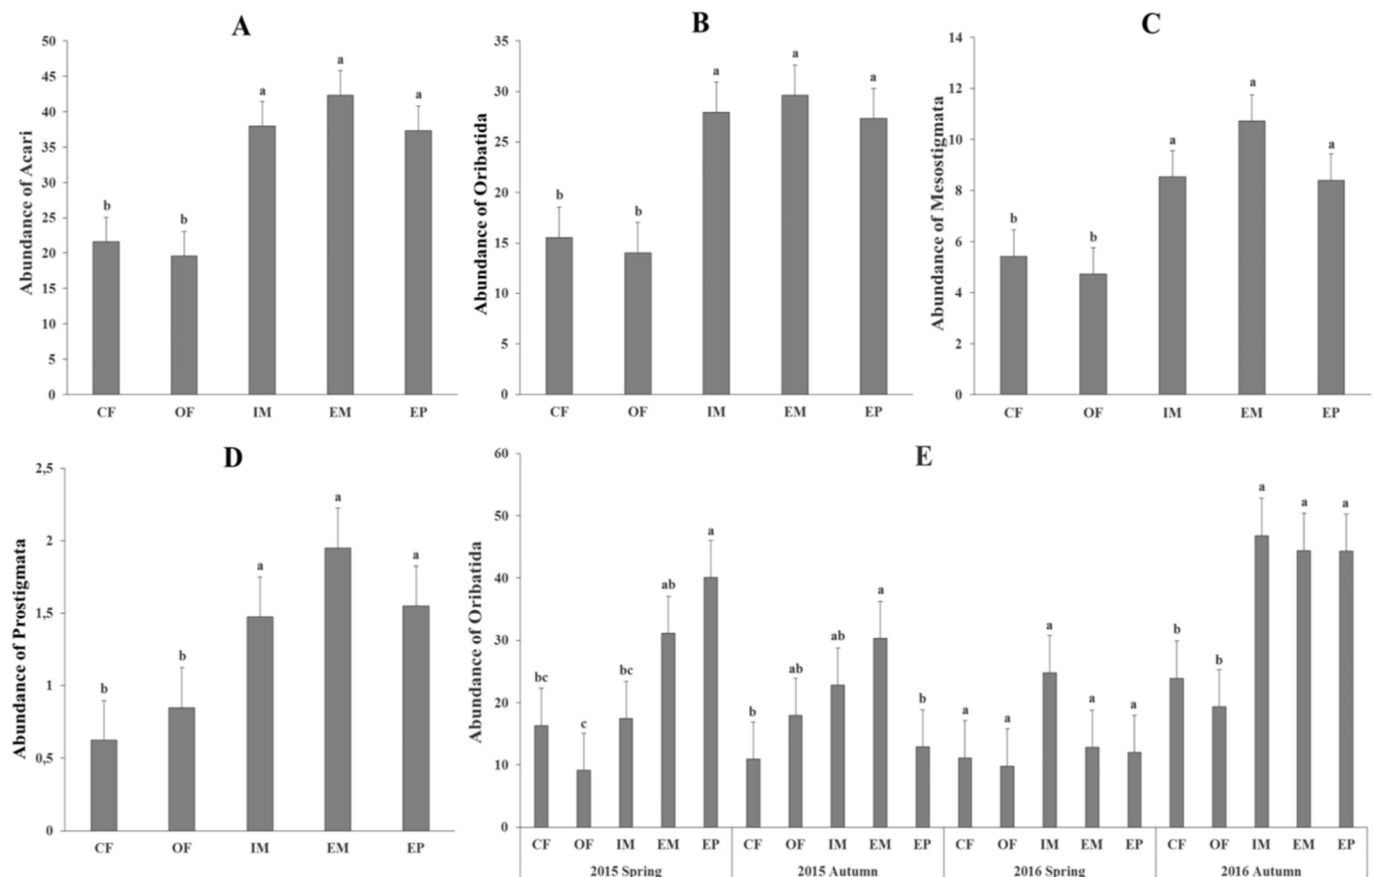 A
Abundance of Acari
50
45
40
35
30
25
20
15
10
5
0
b
b
a
a
a
CF OF IM EM EP
B
Abundance of Oribatida
35
30
25
20
15
10
5
0
b
b
a
a
a
CF OF IM EM EP
C
Abundance of Mesostigmata
14
12
10
8
6
4
2
0
b
b
a
a
a
CF OF IM EM EP
D
Abundance of Prostigmata
2,5
2
1,5
1
0,5
0
b
b
a
a
a
CF OF IM EM EP
E
Abundance of Oribatida
60
50
40
30
20
10
0
bc
c
bc
ab
a
b
ab
ab
a
b
a
a
a
a
a
b
b
a
a
a
CF OF IM EM EP CF OF IM EM EP CF OF IM EM EP CF OF IM EM EP
2015 Spring 2015 Autumn 2016 Spring 2016 Autumn